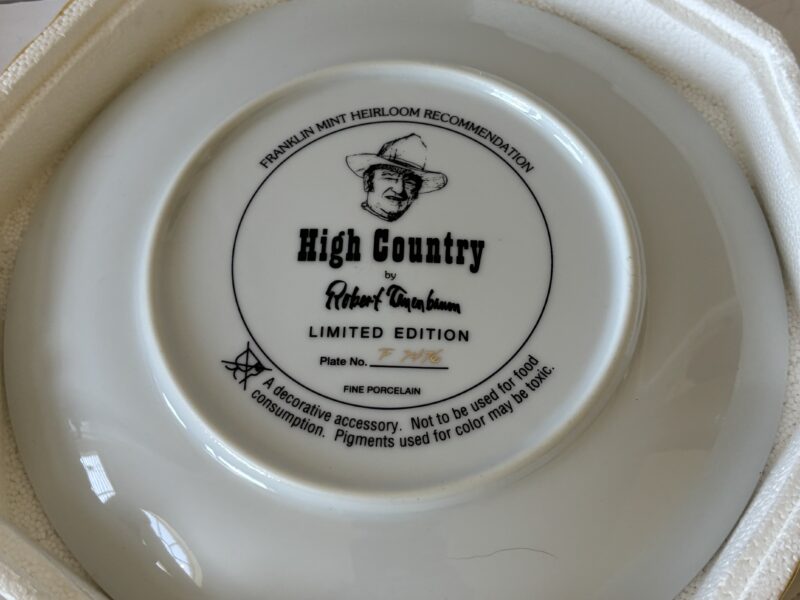 FRANKLIN MINT HEIRLOOM RECOMMENDATION
High Country
by
Robert Tanenbaum
LIMITED EDITION
Plate No. F
FINE PORCELAIN
A decorative accessory. Not to be used for food
consumption. Pigments used for color may be toxic.